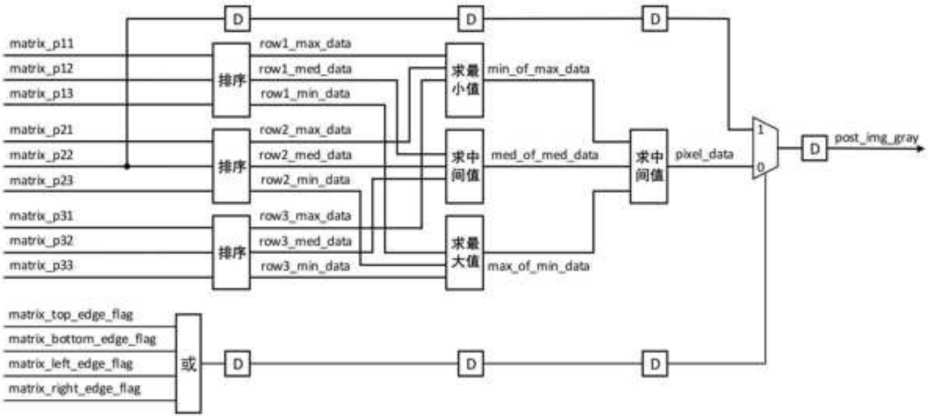 D D D
matrix_p11 row1_max_data
matrix_p12 排序 row1_med_data 求最小值 min_of_max_data
matrix_p13 row1_min_data
matrix_p21 row2_max_data 1
matrix_p22 排序 row2_med_data 求中间值 med_of_med_data 求中间值 pixel_data 0 D post_img_gray
matrix_p23 row2_min_data
matrix_p31 row3_max_data
matrix_p32 排序 row3_med_data 求最大值 max_of_min_data
matrix_p33 row3_min_data
matrix_top_edge_flag
matrix_bottom_edge_flag
或 D D D
matrix_left_edge_flag
matrix_right_edge_flag